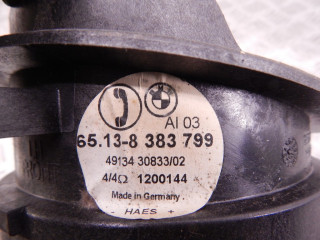 AI 03
65.13-8 383 799
49134 30833/02
4/4Ω 1200144
Made in Germany
- HAES +